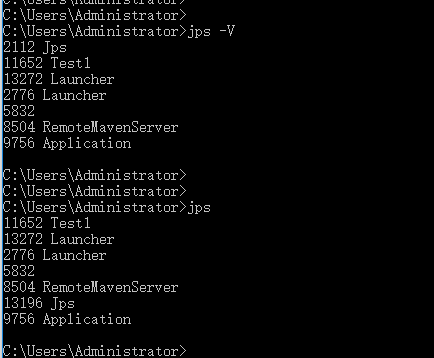 C:\Users\Administrator>
C:\Users\Administrator>
C:\Users\Administrator>jps -V
2112 Jps
11652 Test1
13272 Launcher
2776 Launcher
5832
8504 RemoteMavenServer
9756 Application
C:\Users\Administrator>
C:\Users\Administrator>
C:\Users\Administrator>jps
11652 Test1
13272 Launcher
2776 Launcher
5832
8504 RemoteMavenServer
13196 Jps
9756 Application
C:\Users\Administrator>